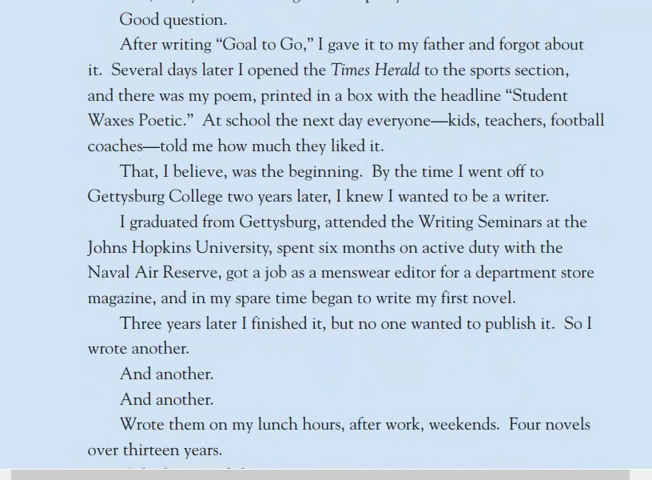 Good question.
After writing “Goal to Go,” I gave it to my father and forgot about
it.  Several days later I opened the Times Herald to the sports section,
and there was my poem, printed in a box with the headline “Student
Waxes Poetic.”  At school the next day everyone—kids, teachers, football
coaches—told me how much they liked it.
That, I believe, was the beginning.  By the time I went off to
Gettysburg College two years later, I knew I wanted to be a writer.
I graduated from Gettysburg, attended the Writing Seminars at the
Johns Hopkins University, spent six months on active duty with the
Naval Air Reserve, got a job as a menswear editor for a department store
magazine, and in my spare time began to write my first novel.
Three years later I finished it, but no one wanted to publish it.  So I
wrote another.
And another.
And another.
Wrote them on my lunch hours, after work, weekends.  Four novels
over thirteen years.